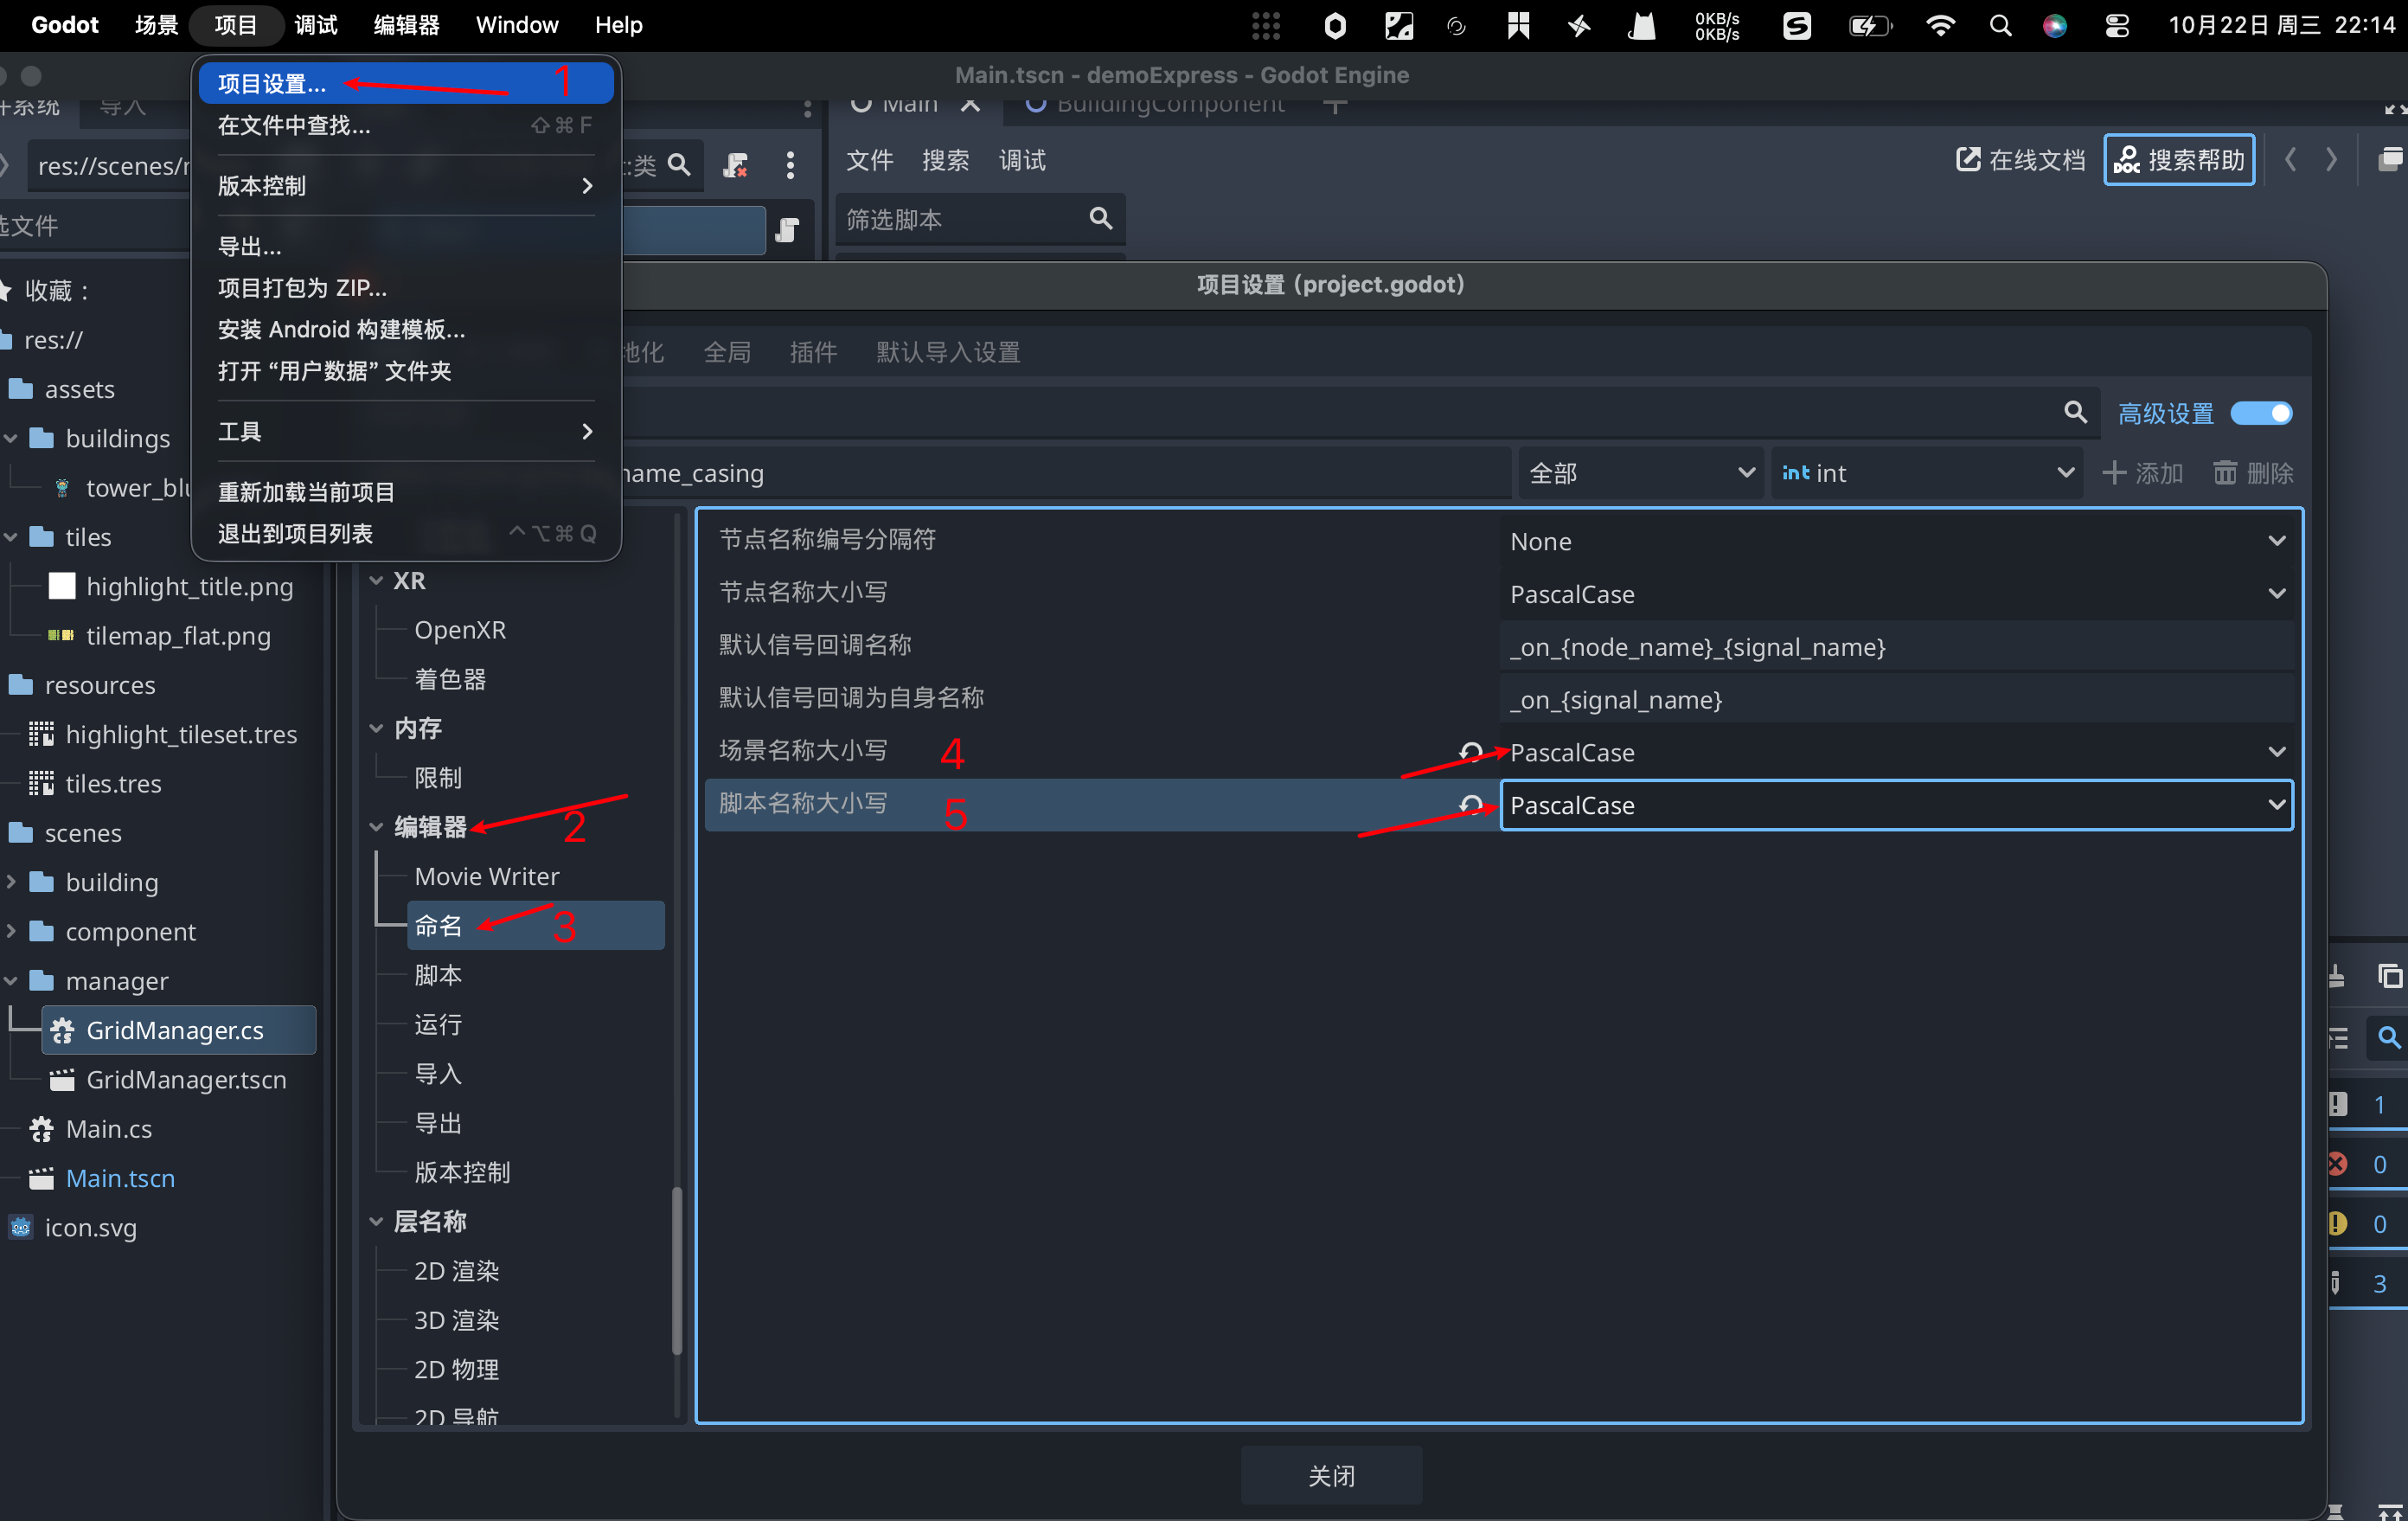 Godot 场景 项目 调试 编辑器 Window Help
0KB/s
0KB/s
10月22日 周三 22:14
Main.tscn - demoExpress - Godot Engine
项目设置... 1
在文件中查找... ⇧⌘F
版本控制
导出...
项目打包为 ZIP...
安装 Android 构建模板...
打开 “用户数据” 文件夹
工具
重新加载当前项目
退出到项目列表 ^⌥⌘Q
导入
Main
BuildingComponent
res://scenes/
文件 搜索 调试
在线文档
搜索帮助
筛选脚本
选文件
收藏：
res://
assets
buildings
tower_blu
tiles
highlight_title.png
tilemap_flat.png
resources
highlight_tileset.tres
tiles.tres
scenes
building
component
manager
GridManager.cs
GridManager.tscn
Main.cs
Main.tscn
icon.svg
项目设置 (project.godot)
地化 全局 插件 默认导入设置
高级设置
name_casing
全部
int int
添加
删除
XR
OpenXR
着色器
内存
限制
编辑器 2
Movie Writer
命名 3
脚本
运行
导入
导出
版本控制
层名称
2D 渲染
3D 渲染
2D 物理
2D 导航
节点名称编号分隔符 None
节点名称大小写 PascalCase
默认信号回调名称 _on_{node_name}_{signal_name}
默认信号回调为自身名称 _on_{signal_name}
场景名称大小写 4 PascalCase
脚本名称大小写 5 PascalCase
关闭
1
0
0
3